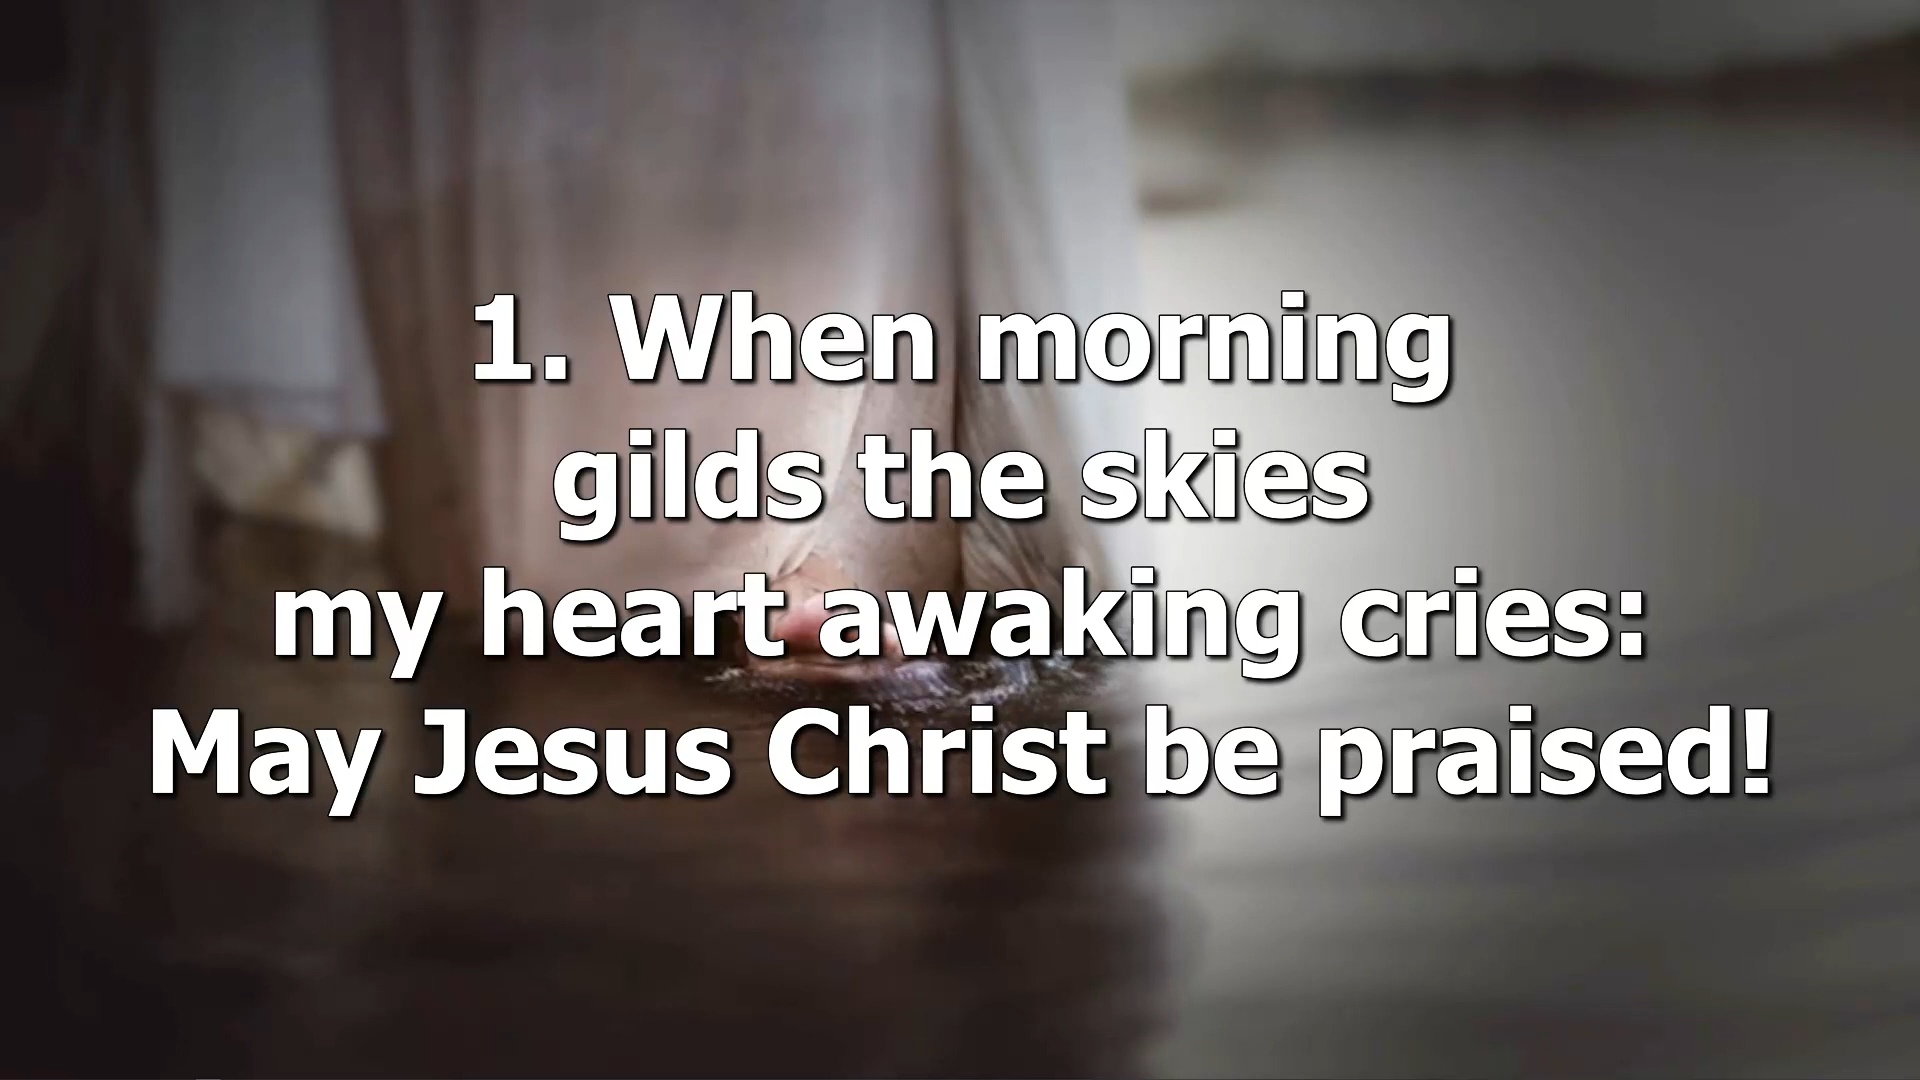 1. When morning
gilds the skies
my heart awaking cries:
May Jesus Christ be praised!